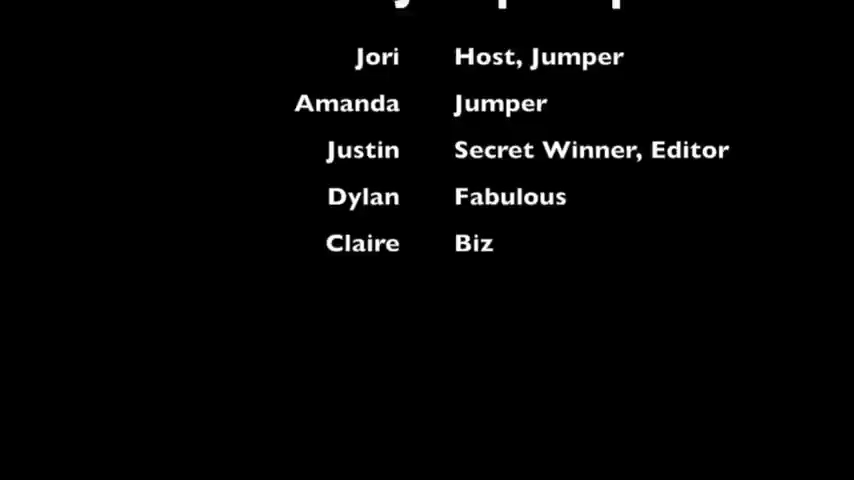 Jori Host, Jumper
Amanda Jumper
Justin Secret Winner, Editor
Dylan Fabulous
Claire Biz